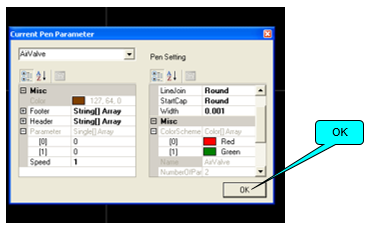 Current Pen Parameter
AirValve
Pen Setting
Misc
Color 127, 64, 0
Footer String[] Array
Header String[] Array
Parameter Single[] Array
[0] 0
[1] 0
Speed 1
LineJoin Round
StartCap Round
Width 0.001
Misc
ColorScheme Color[] Array
[0] Red
[1] Green
Name AirValve
NumberOfPar 2
OK
OK